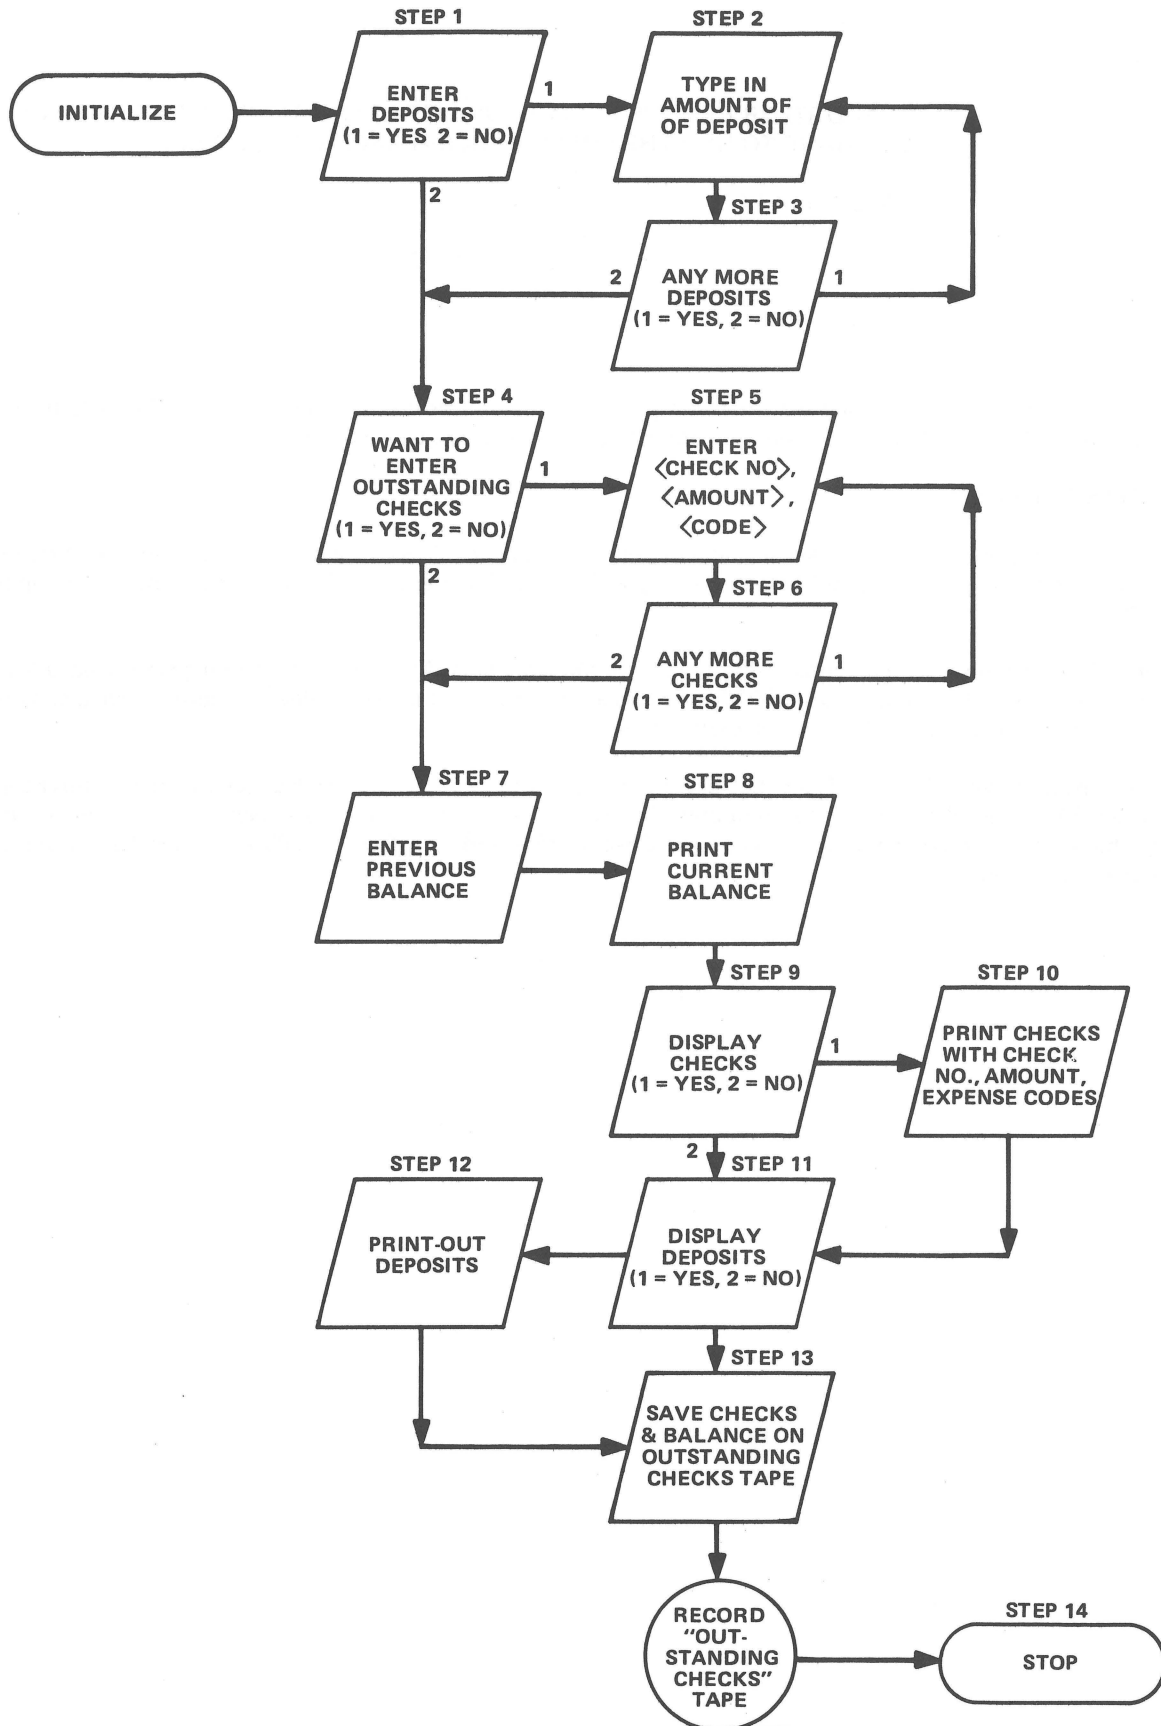 STEP 1
INITIALIZE
ENTER
DEPOSITS
(1 = YES 2 = NO)
1
2
STEP 2
TYPE IN
AMOUNT OF
OF DEPOSIT
STEP 3
ANY MORE
DEPOSITS
(1 = YES, 2 = NO)
2
1
STEP 4
WANT TO
ENTER
OUTSTANDING
CHECKS
(1 = YES, 2 = NO)
1
2
STEP 5
ENTER
<CHECK NO>,
<AMOUNT>,
<CODE>
STEP 6
ANY MORE
CHECKS
(1 = YES, 2 = NO)
2
1
STEP 7
ENTER
PREVIOUS
BALANCE
STEP 8
PRINT
CURRENT
BALANCE
STEP 9
DISPLAY
CHECKS
(1 = YES, 2 = NO)
1
2
STEP 10
PRINT CHECKS
WITH CHECK
NO., AMOUNT,
EXPENSE CODES
STEP 11
DISPLAY
DEPOSITS
(1 = YES, 2 = NO)
STEP 12
PRINT-OUT
DEPOSITS
STEP 13
SAVE CHECKS
& BALANCE ON
OUTSTANDING
CHECKS TAPE
RECORD
"OUT-
STANDING
CHECKS"
TAPE
STEP 14
STOP